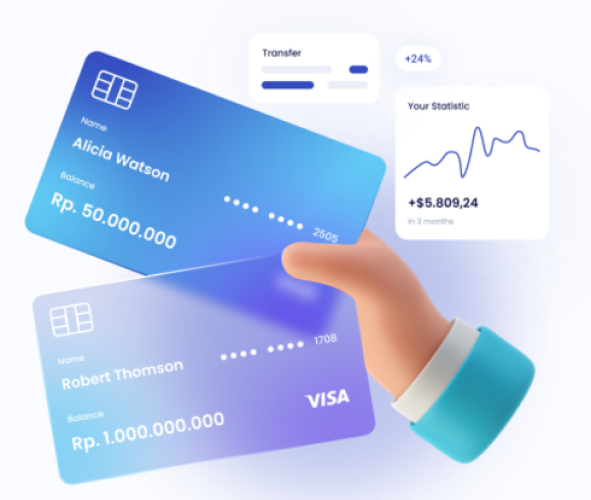 Transfer
+24%
Your Statistic
+$5.809,24
in 3 months
Name
Alicia Watson
Balance
Rp. 50.000.000
•••• •••• 2505
Name
Robert Thomson
•••• •••• 1708
Balance
Rp. 1.000.000.000
VISA